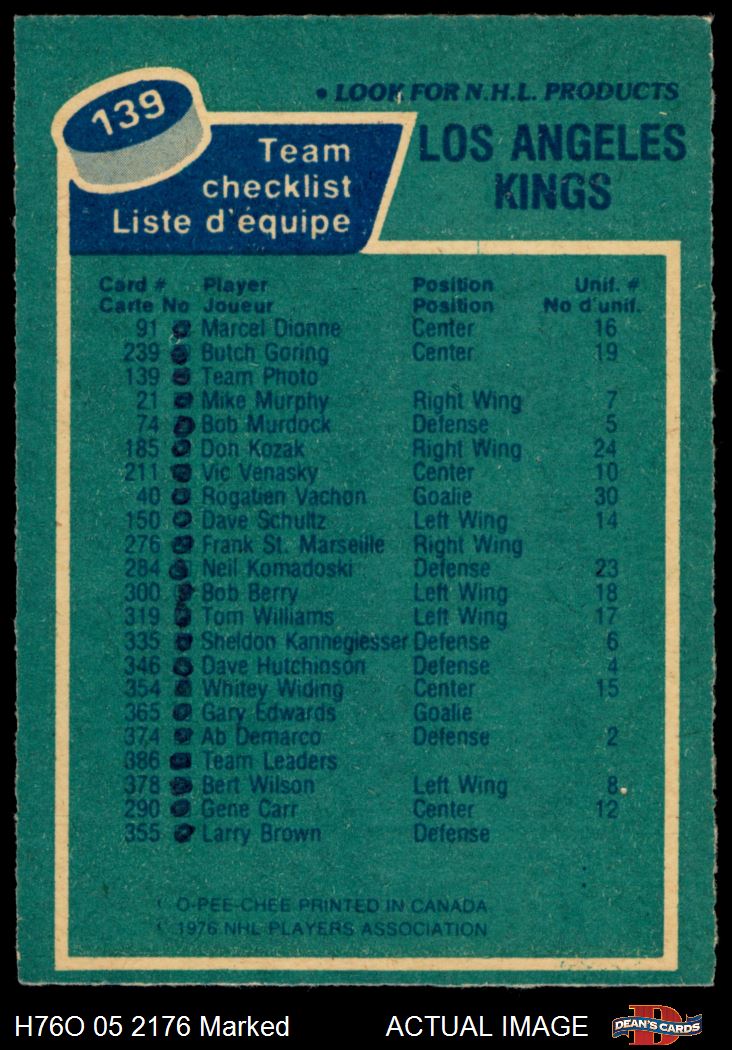 139
• LOOK FOR N.H.L. PRODUCTS
LOS ANGELES
KINGS
Team
checklist
Liste d'équipe
Card # Player Position Unif. #
Carte No Joueur Position No d'unif.
91 Marcel Dionne Center 16
239 Butch Goring Center 19
139 Team Photo
21 Mike Murphy Right Wing 7
74 Bob Murdock Defense 5
185 Don Kozak Right Wing 24
211 Vic Venasky Center 10
40 Rogatien Vachon Goalie 30
150 Dave Schultz Left Wing 14
276 Frank St. Marseille Right Wing
284 Neil Komadoski Defense 23
300 Bob Berry Left Wing 18
319 Tom Williams Left Wing 17
335 Sheldon Kannegiesser Defense 6
346 Dave Hutchinson Defense 4
354 Whitey Widing Center 15
365 Gary Edwards Goalie
374 Ab Demarco Defense 2
386 Team Leaders
378 Bert Wilson Left Wing 8
290 Gene Carr Center 12
355 Larry Brown Defense
O-PEE-CHEE PRINTED IN CANADA
1976 NHL PLAYERS ASSOCIATION
H76O 05 2176 Marked ACTUAL IMAGE
D
DEAN'S CARDS